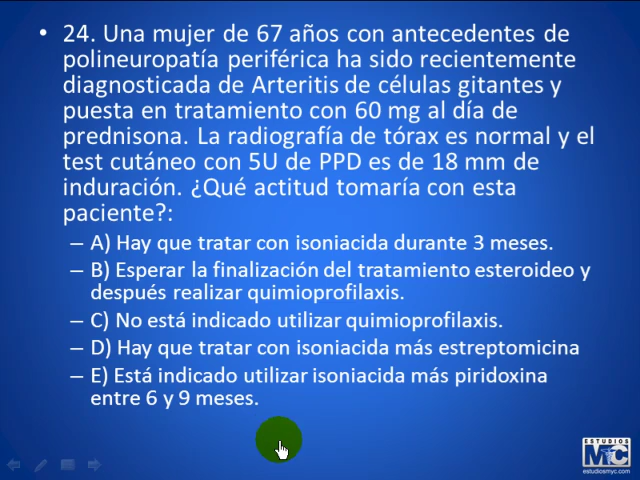 • 24. Una mujer de 67 años con antecedentes de
polineuropatía periférica ha sido recientemente
diagnosticada de Arteritis de células gitantes y
puesta en tratamiento con 60 mg al día de
prednisona. La radiografía de tórax es normal y el
test cutáneo con 5U de PPD es de 18 mm de
induración. ¿Qué actitud tomaría con esta
paciente?:
– A) Hay que tratar con isoniacida durante 3 meses.
– B) Esperar la finalización del tratamiento esteroideo y
después realizar quimioprofilaxis.
– C) No está indicado utilizar quimioprofilaxis.
– D) Hay que tratar con isoniacida más estreptomicina
– E) Está indicado utilizar isoniacida más piridoxina
entre 6 y 9 meses.
ESTUDIOS
MYC
estudiosmyc.com